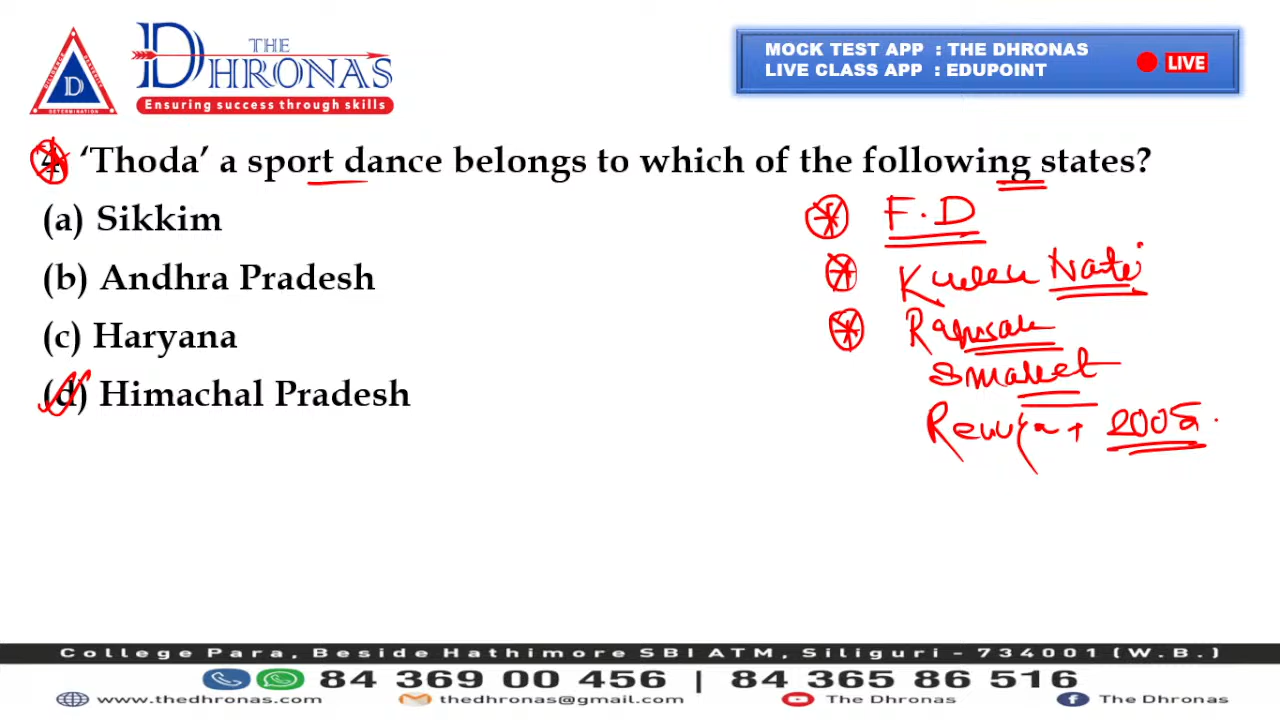 THE
DHRONAS
Ensuring success through skills
D
DETERMINATION
MOCK TEST APP : THE DHRONAS
LIVE CLASS APP : EDUPOINT
LIVE
4. ‘Thoda’ a sport dance belongs to which of the following states?
(a) Sikkim
(b) Andhra Pradesh
(c) Haryana
(d) Himachal Pradesh
F.D
Kullu Nati
2005
College Para, Beside Hathimore SBI ATM, Siliguri - 734001 (W.B.)
84 369 00 456 | 84 365 86 516
www.thedhronas.com
thedhronas@gmail.com
The Dhronas
The Dhronas